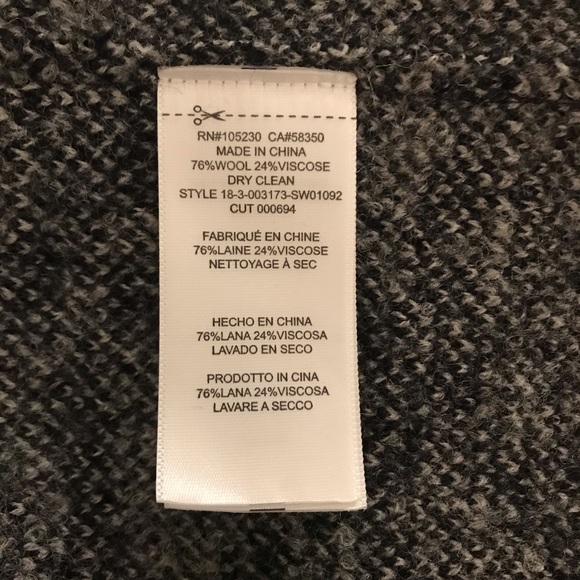 RN#105230 CA#58350
MADE IN CHINA
76%WOOL 24%VISCOSE
DRY CLEAN
STYLE 18-3-003173-SW01092
CUT 000694
FABRIQUÉ EN CHINE
76%LAINE 24%VISCOSE
NETTOYAGE À SEC
HECHO EN CHINA
76%LANA 24%VISCOSA
LAVADO EN SECO
PRODOTTO IN CINA
76%LANA 24%VISCOSA
LAVARE A SECCO